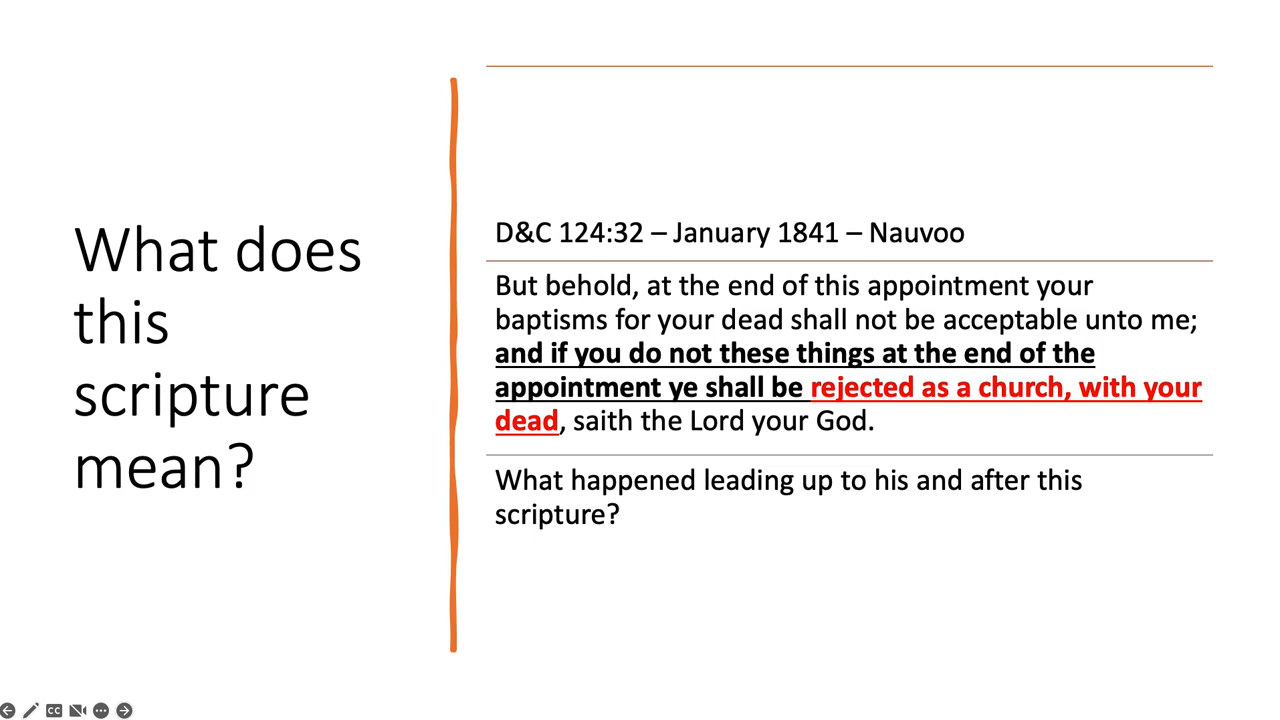 What does
this
scripture
mean?
D&C 124:32 – January 1841 – Nauvoo
But behold, at the end of this appointment your
baptisms for your dead shall not be acceptable unto me;
and if you do not these things at the end of the
appointment ye shall be rejected as a church, with your
dead, saith the Lord your God.
What happened leading up to his and after this
scripture?
CC